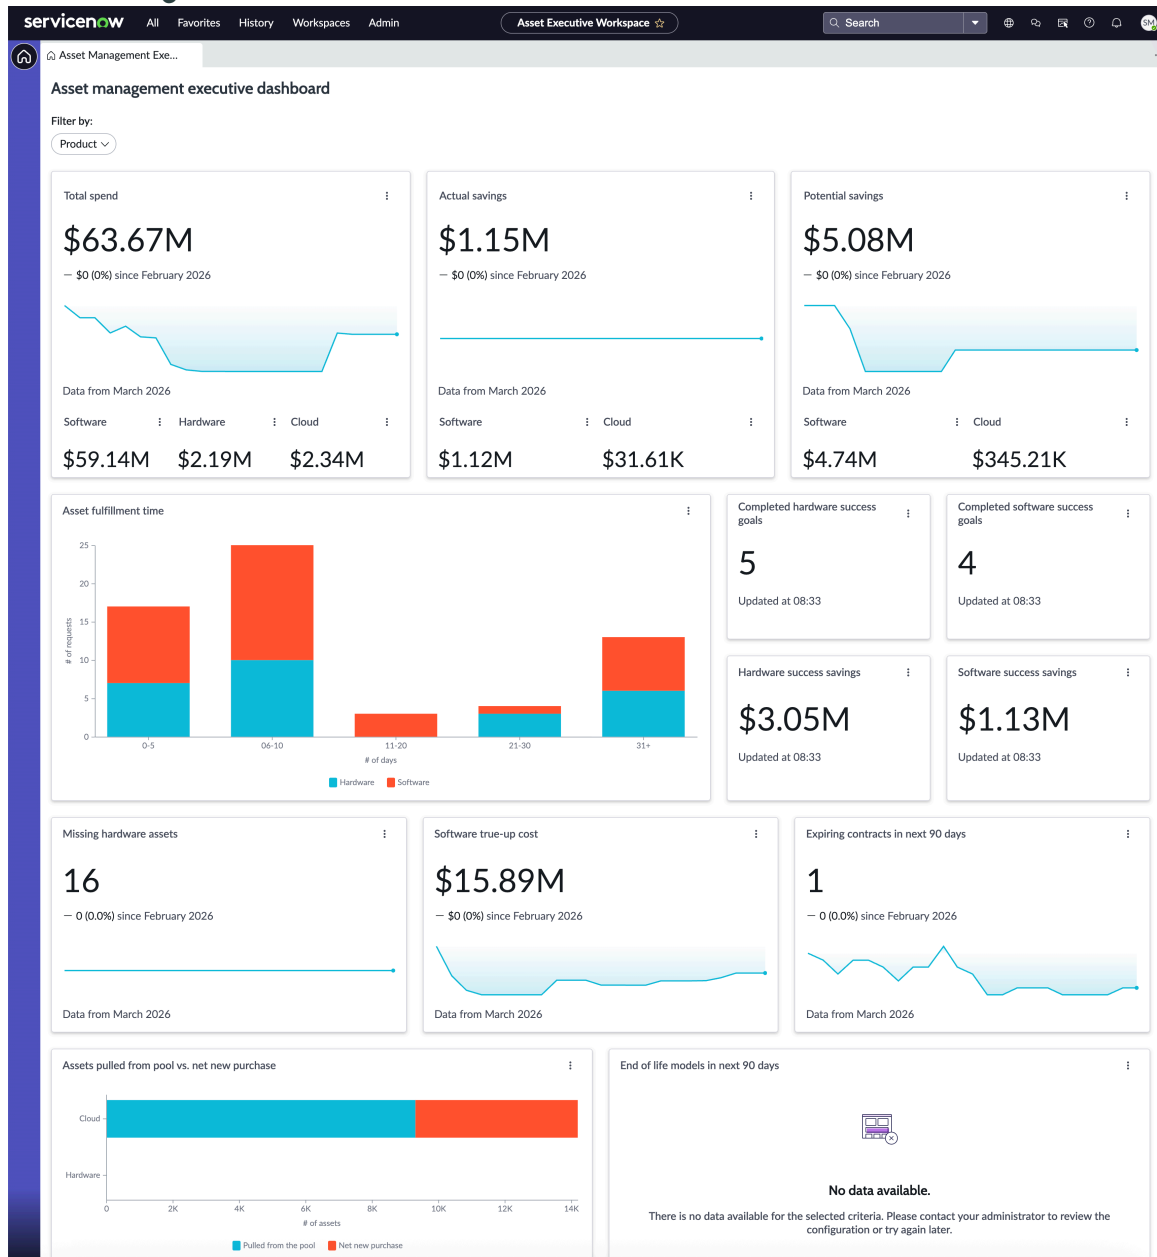 servicenow All Favorites History Workspaces Admin Asset Executive Workspace Search SM
Asset Management Exe...
Asset management executive dashboard
Filter by:
Product
Total spend
$63.67M
— $0 (0%) since February 2026
Data from March 2026
Software Hardware Cloud
$59.14M $2.19M $2.34M
Actual savings
$1.15M
— $0 (0%) since February 2026
Data from March 2026
Software Cloud
$1.12M $31.61K
Potential savings
$5.08M
— $0 (0%) since February 2026
Data from March 2026
Software Cloud
$4.74M $345.21K
Asset fulfillment time
25
20
15
10
5
0
# of requests
0-5 06-10 11-20 21-30 31+
# of days
Hardware Software
Completed hardware success
goals
5
Updated at 08:33
Completed software success
goals
4
Updated at 08:33
Hardware success savings
$3.05M
Updated at 08:33
Software success savings
$1.13M
Updated at 08:33
Missing hardware assets
16
— 0 (0.0%) since February 2026
Data from March 2026
Software true-up cost
$15.89M
— $0 (0%) since February 2026
Data from March 2026
Expiring contracts in next 90 days
1
— 0 (0.0%) since February 2026
Data from March 2026
Assets pulled from pool vs. net new purchase
Cloud
Hardware
0 2K 4K 6K 8K 10K 12K 14K
# of assets
Pulled from the pool Net new purchase
End of life models in next 90 days
No data available.
There is no data available for the selected criteria. Please contact your administrator to review the
configuration or try again later.